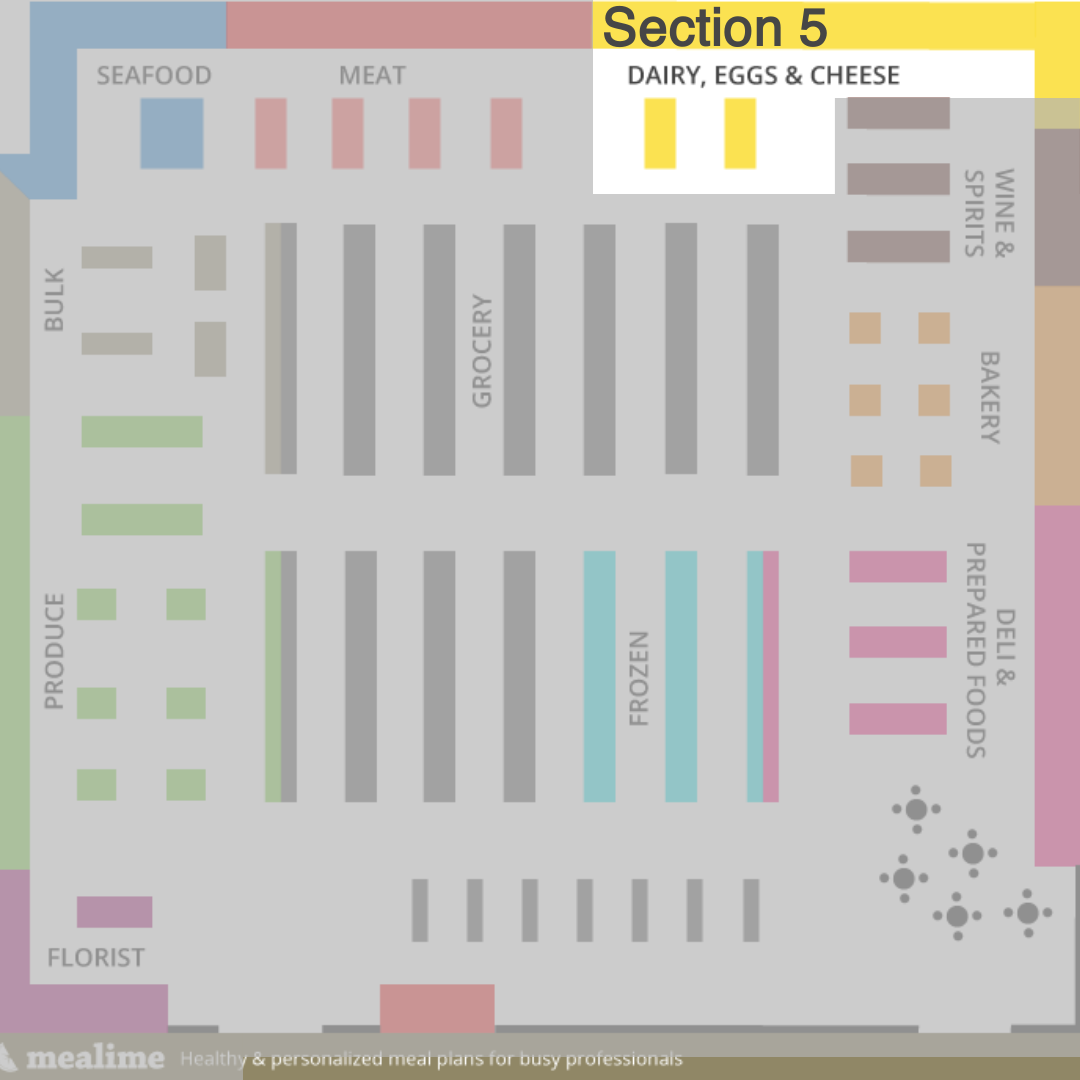 Section 5
SEAFOOD
MEAT
DAIRY, EGGS & CHEESE
WINE &
SPIRITS
BULK
GROCERY
BAKERY
PRODUCE
FROZEN
DELI &
PREPARED FOODS
FLORIST
mealime Healthy & personalized meal plans for busy professionals